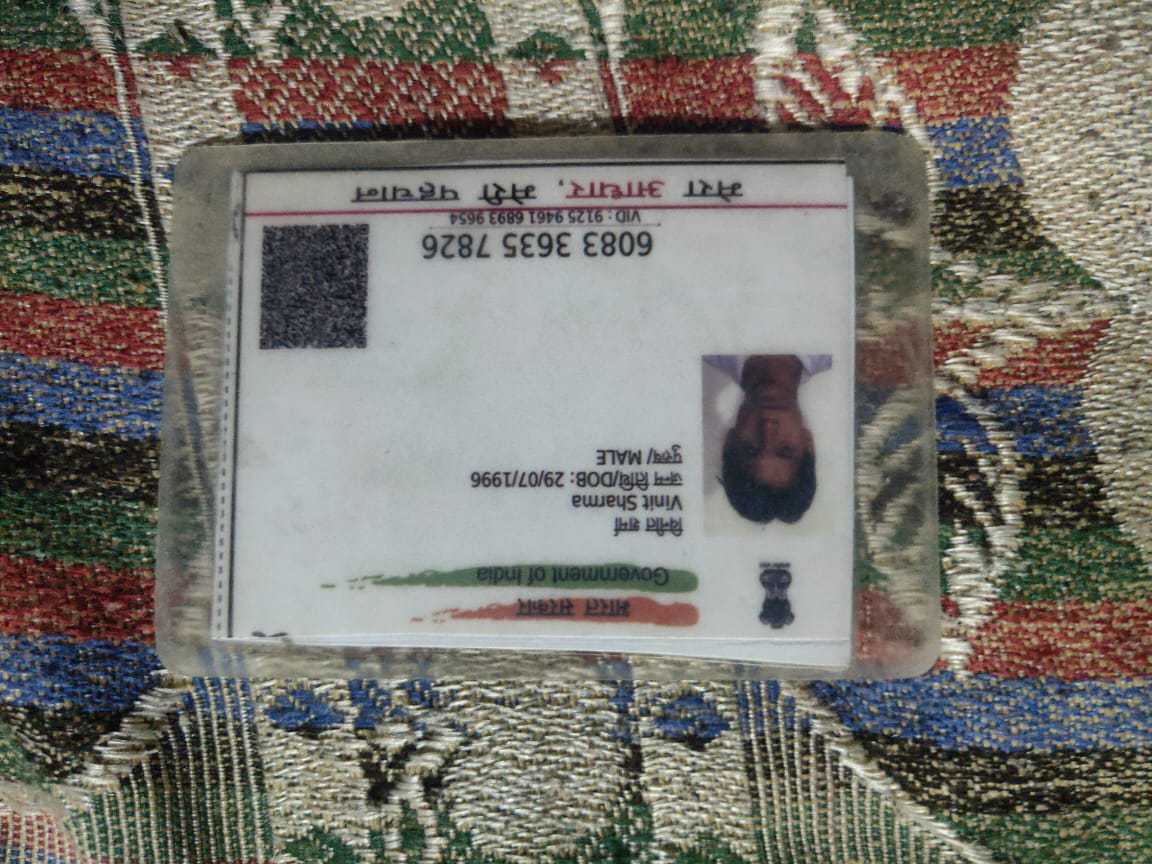 भारत सरकार
Government of India
विनीत शर्मा
Vinit Sharma
जन्म तिथि/DOB: 29/07/1996
पुरुष/ MALE
6083 3635 7826
VID : 9125 9461 6893 9654
मेरा आधार, मेरी पहचान